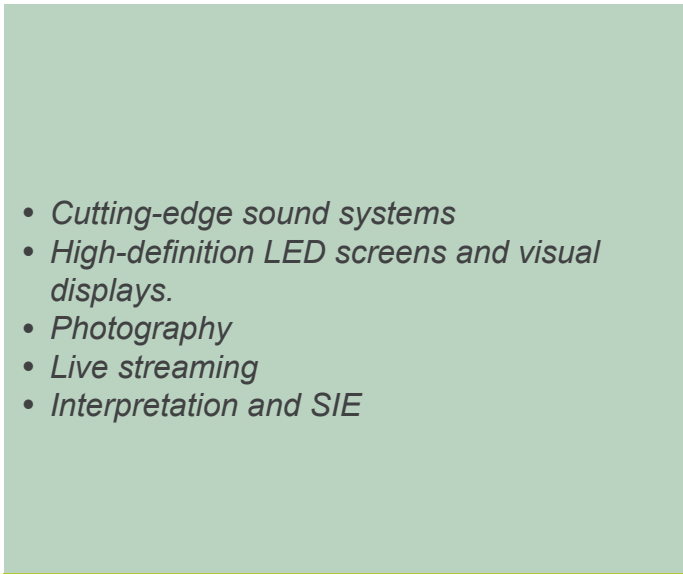 • Cutting-edge sound systems
• High-definition LED screens and visual
displays.
• Photography
• Live streaming
• Interpretation and SIE